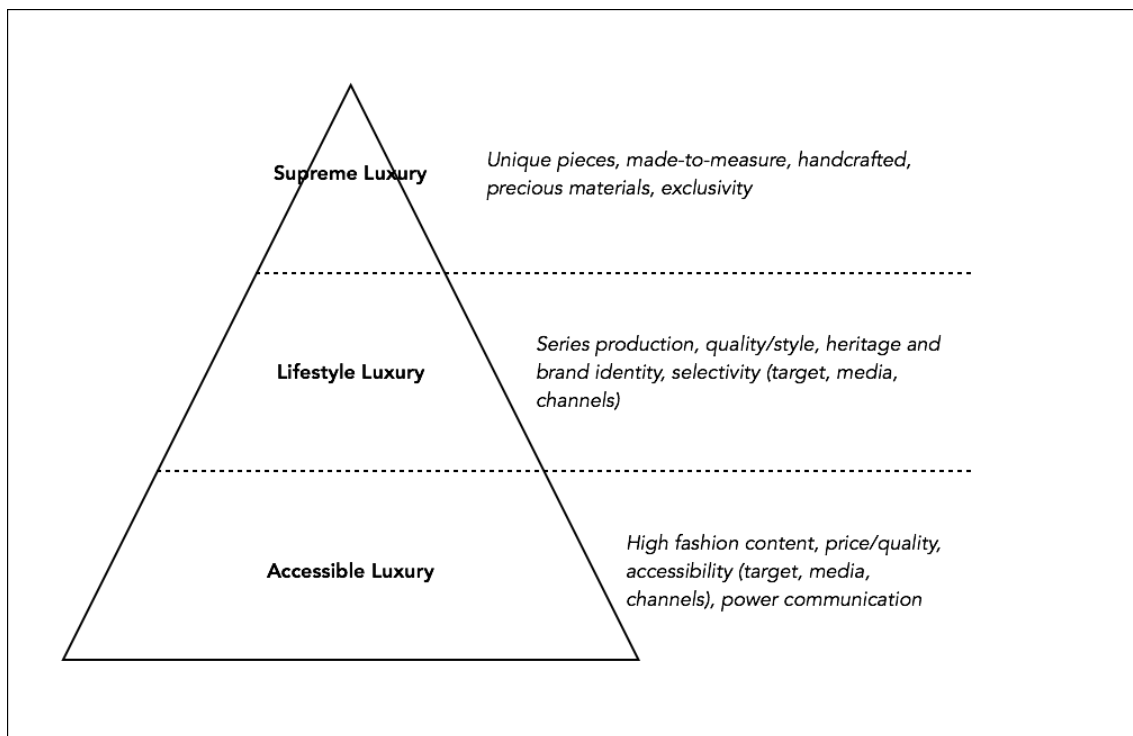 Supreme Luxury
Unique pieces, made-to-measure, handcrafted,
precious materials, exclusivity
Lifestyle Luxury
Series production, quality/style, heritage and
brand identity, selectivity (target, media,
channels)
Accessible Luxury
High fashion content, price/quality,
accessibility (target, media,
channels), power communication